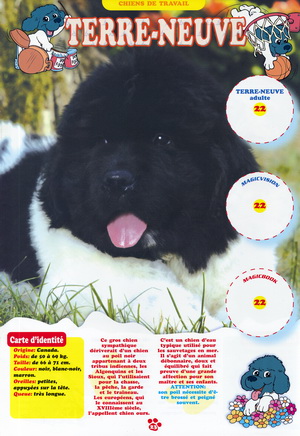 CHIENS DE TRAVAIL
TERRE-NEUVE
TERRE-NEUVE
adulte
22
MAGICVISION
22
MAGICBOOK
22
Carte d'identité
Origine: Canada.
Poids: de 50 à 69 kg.
Taille: de 66 à 71 cm.
Couleur: noir, blanc-noir,
marron.
Oreilles: petites,
appuyées sur la tête.
Queue: très longue.
Ce gros chien
sympathique
dériverait d'un chien
au poil noir
appartenant à deux
tribus indiennes, les
Algonquins et les
Sioux, qui l'utilisaient
pour la chasse,
la pêche, la garde
et le traîneau.
Les européens, qui
le connaissent au
XVIIIème siècle,
l'appellent chien ours.
C'est un chien d'eau
typique utilisé pour
les sauvetages en mer.
Il s'agit d'un animal
débonnaire, doux et
équilibré qui fait
preuve d'une grande
affection pour son
maître et ses enfants.
ATTENTION:
son poil nécessite d'ê-
tre brossé et peigné
souvent.